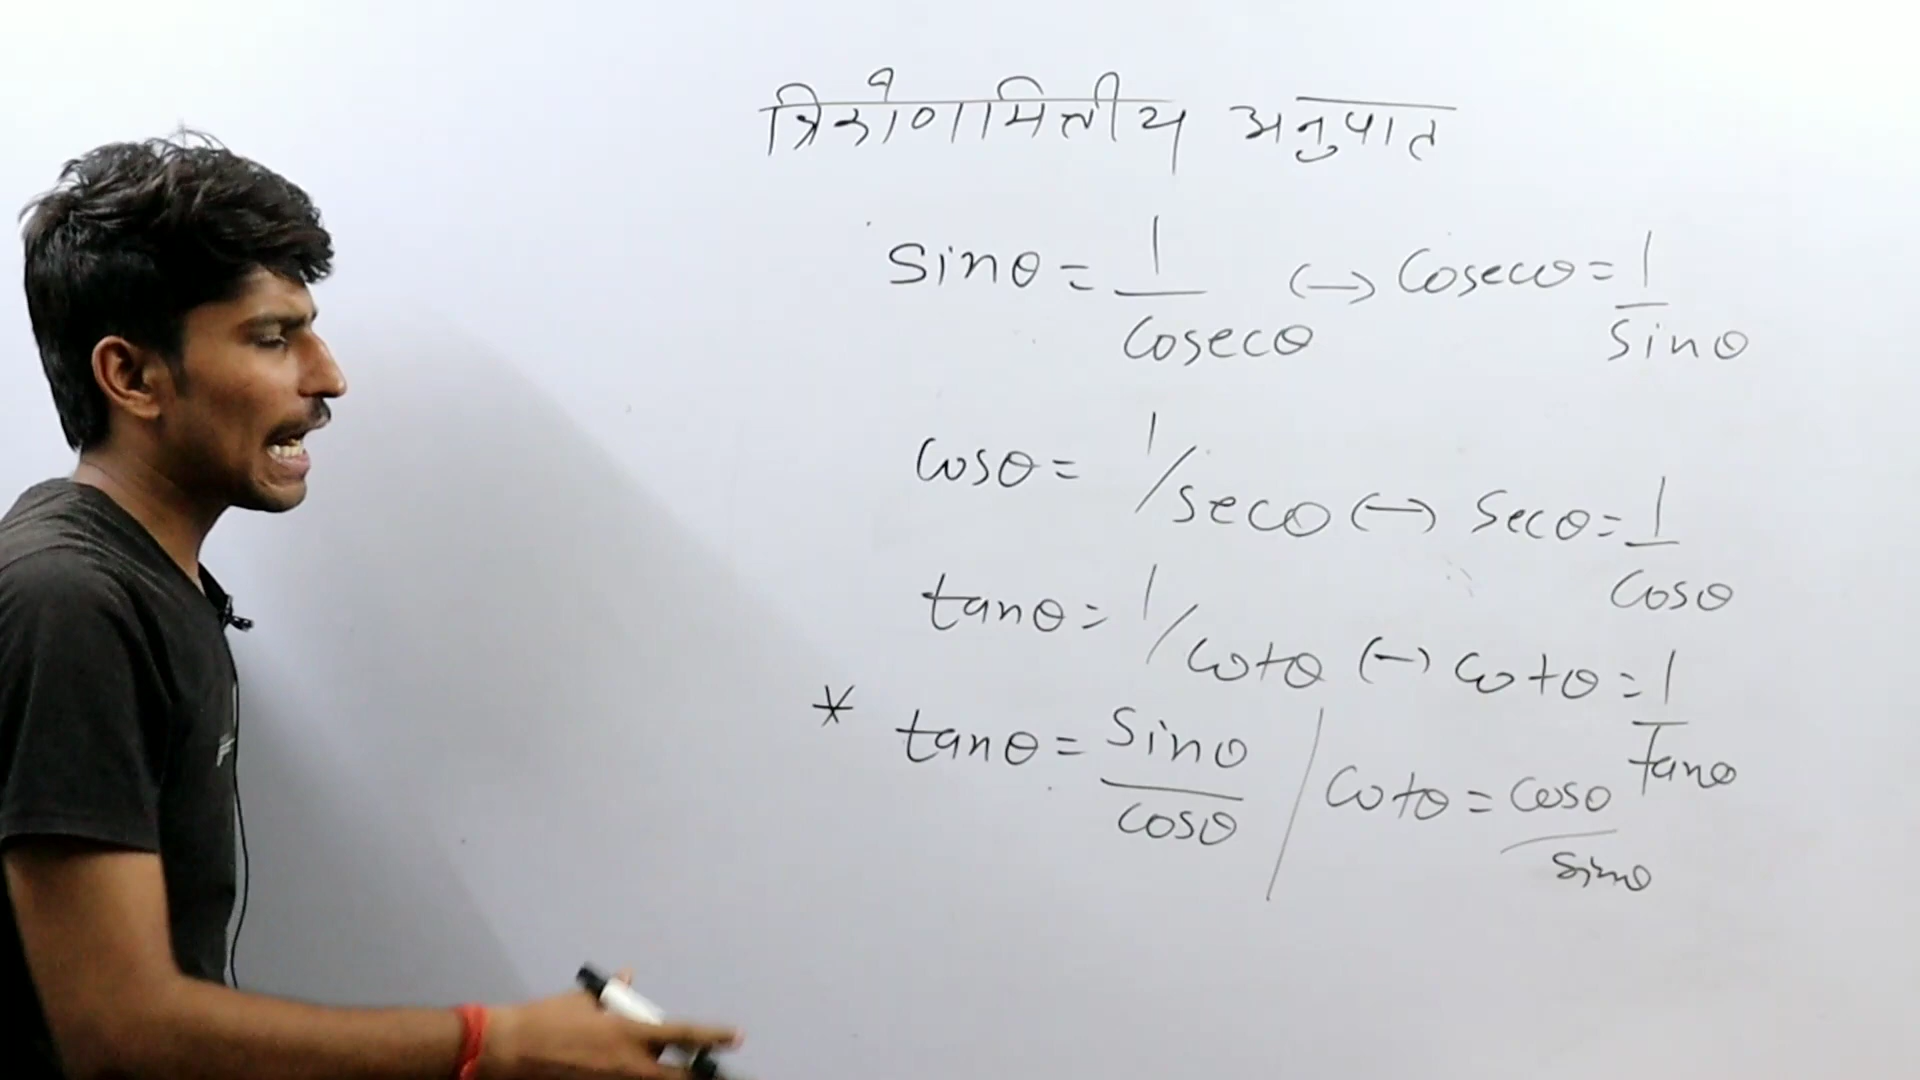 त्रिकोणमितीय अनुपात
sinθ = 1/cosecθ ↔ cosecθ = 1/sinθ
cosθ = 1/secθ ↔ secθ = 1/cosθ
tanθ = 1/cotθ ↔ cotθ = 1/tanθ
* tanθ = sinθ/cosθ / cotθ = cosθ/sinθ